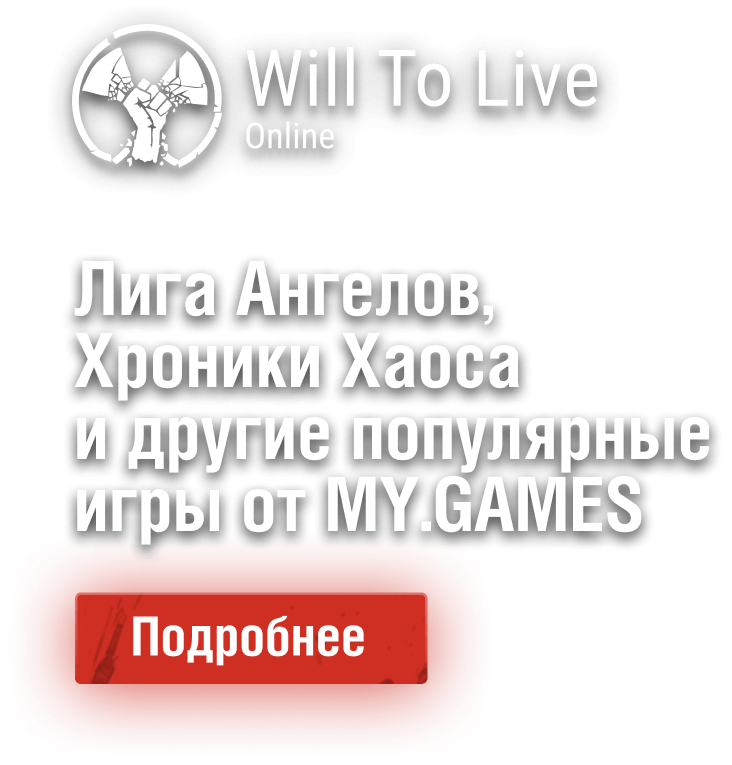 Will To Live
Online
Лига Ангелов,
Хроники Хаоса
и другие популярные
игры от MY.GAMES
Подробнее